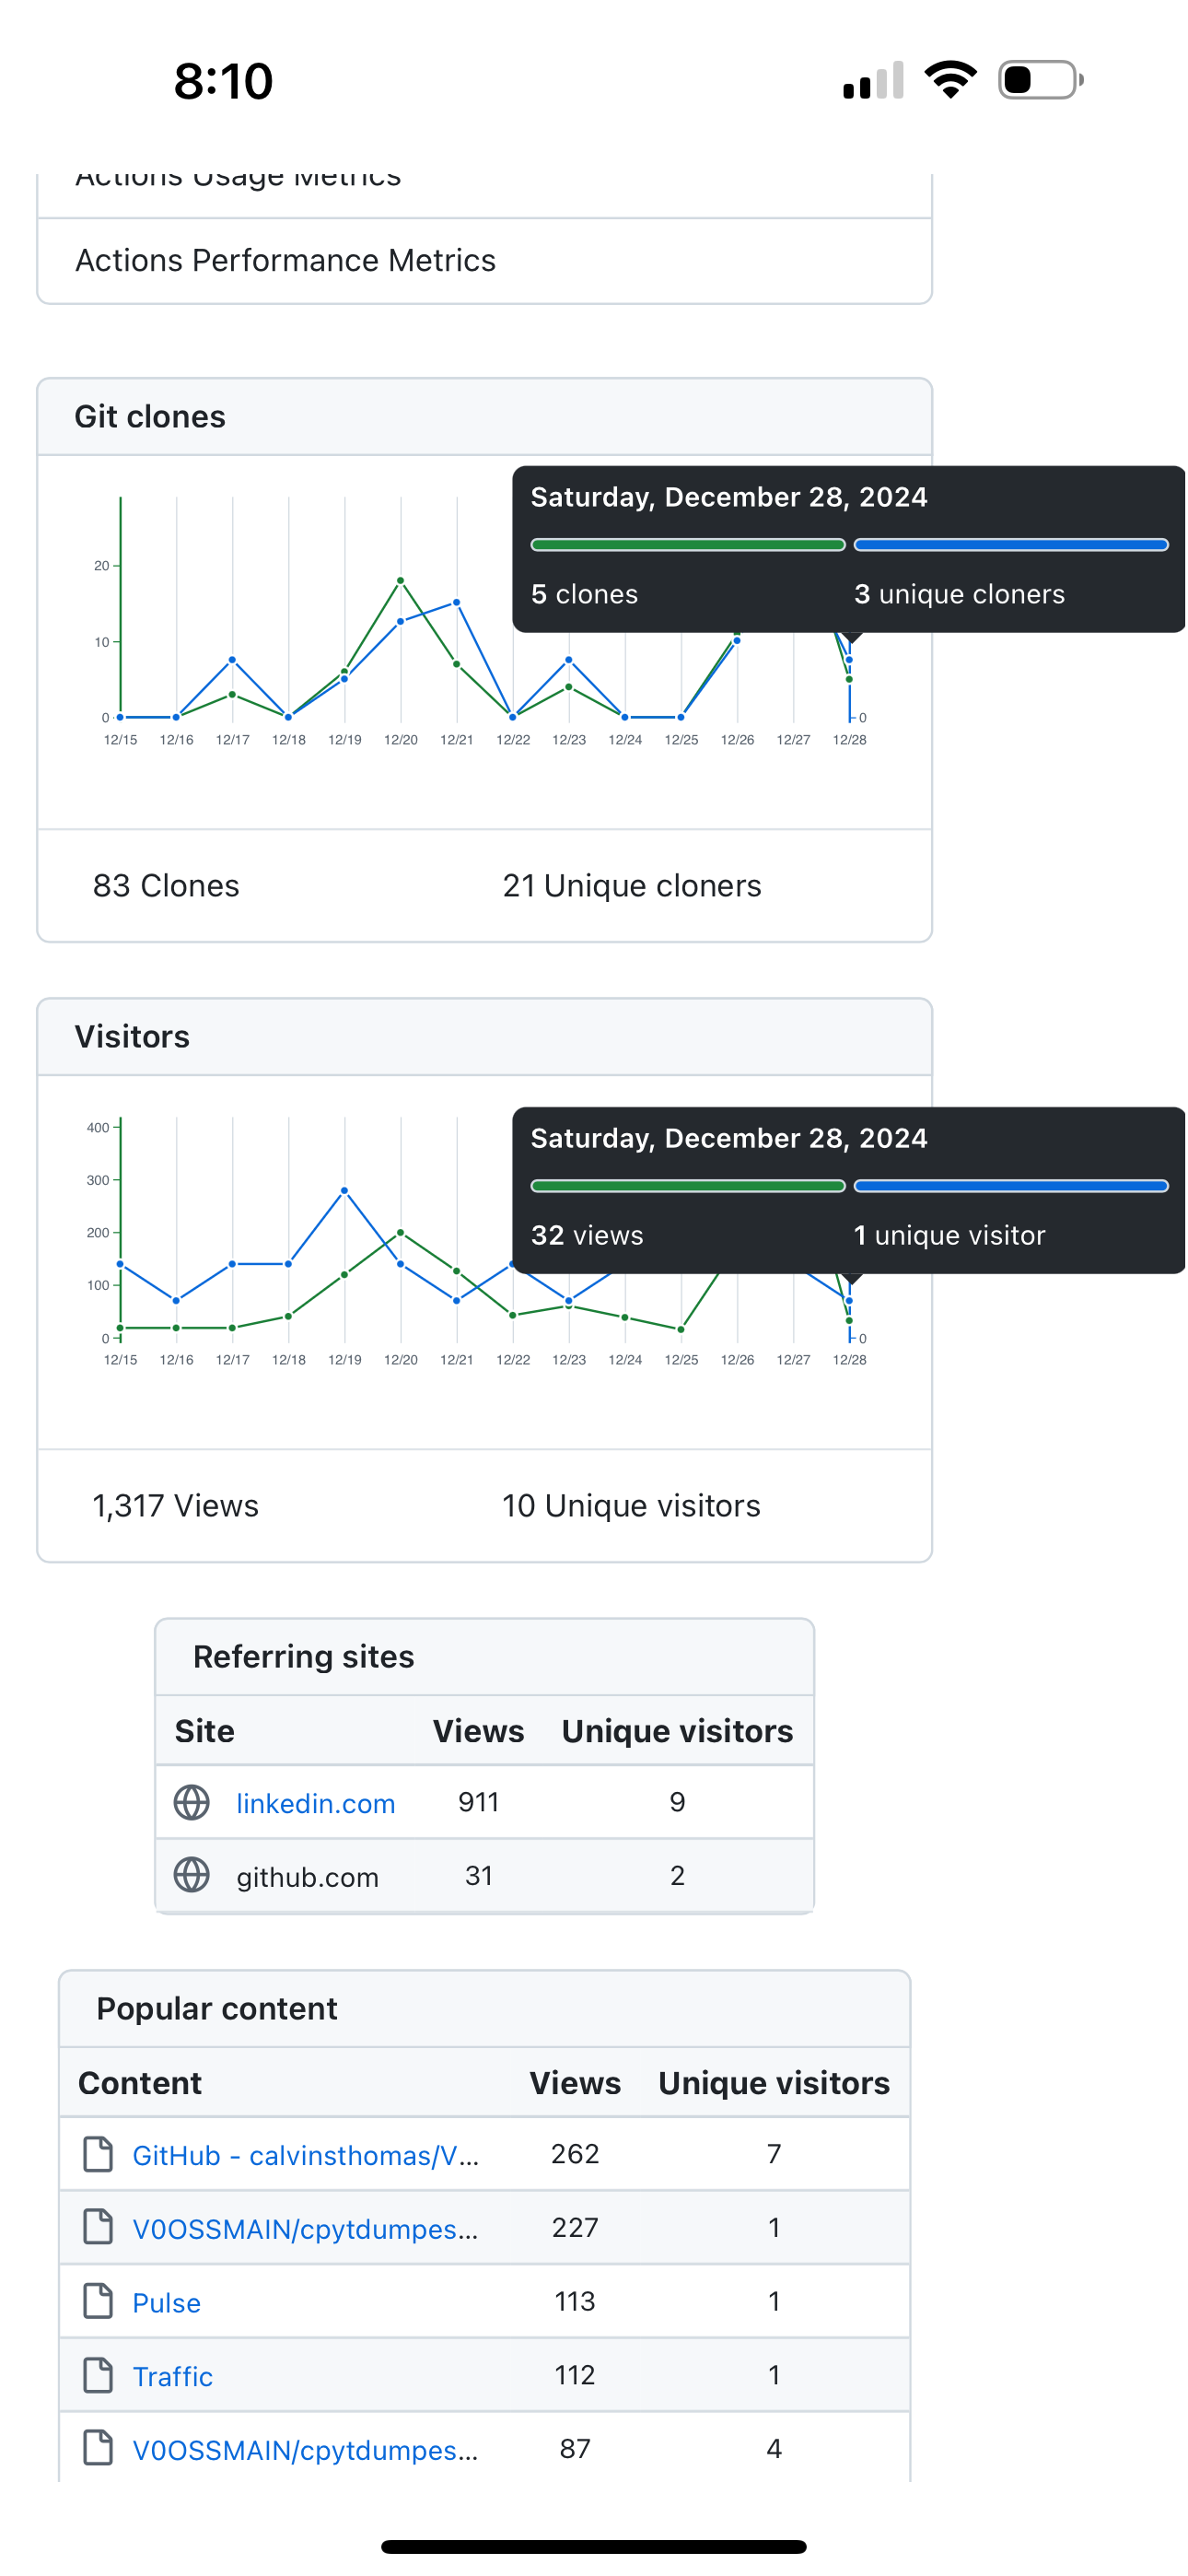 8:10
Actions Usage Metrics
Actions Performance Metrics
Git clones
Saturday, December 28, 2024
5 clones 3 unique cloners
20
10
0 0
12/15 12/16 12/17 12/18 12/19 12/20 12/21 12/22 12/23 12/24 12/25 12/26 12/27 12/28
83 Clones 21 Unique cloners
Visitors
Saturday, December 28, 2024
32 views 1 unique visitor
400
300
200
100
0 0
12/15 12/16 12/17 12/18 12/19 12/20 12/21 12/22 12/23 12/24 12/25 12/26 12/27 12/28
1,317 Views 10 Unique visitors
Referring sites
Site Views Unique visitors
linkedin.com 911 9
github.com 31 2
Popular content
Content Views Unique visitors
GitHub - calvinsthomas/V... 262 7
V0OSSMAIN/cpytdumpes... 227 1
Pulse 113 1
Traffic 112 1
V0OSSMAIN/cpytdumpes... 87 4